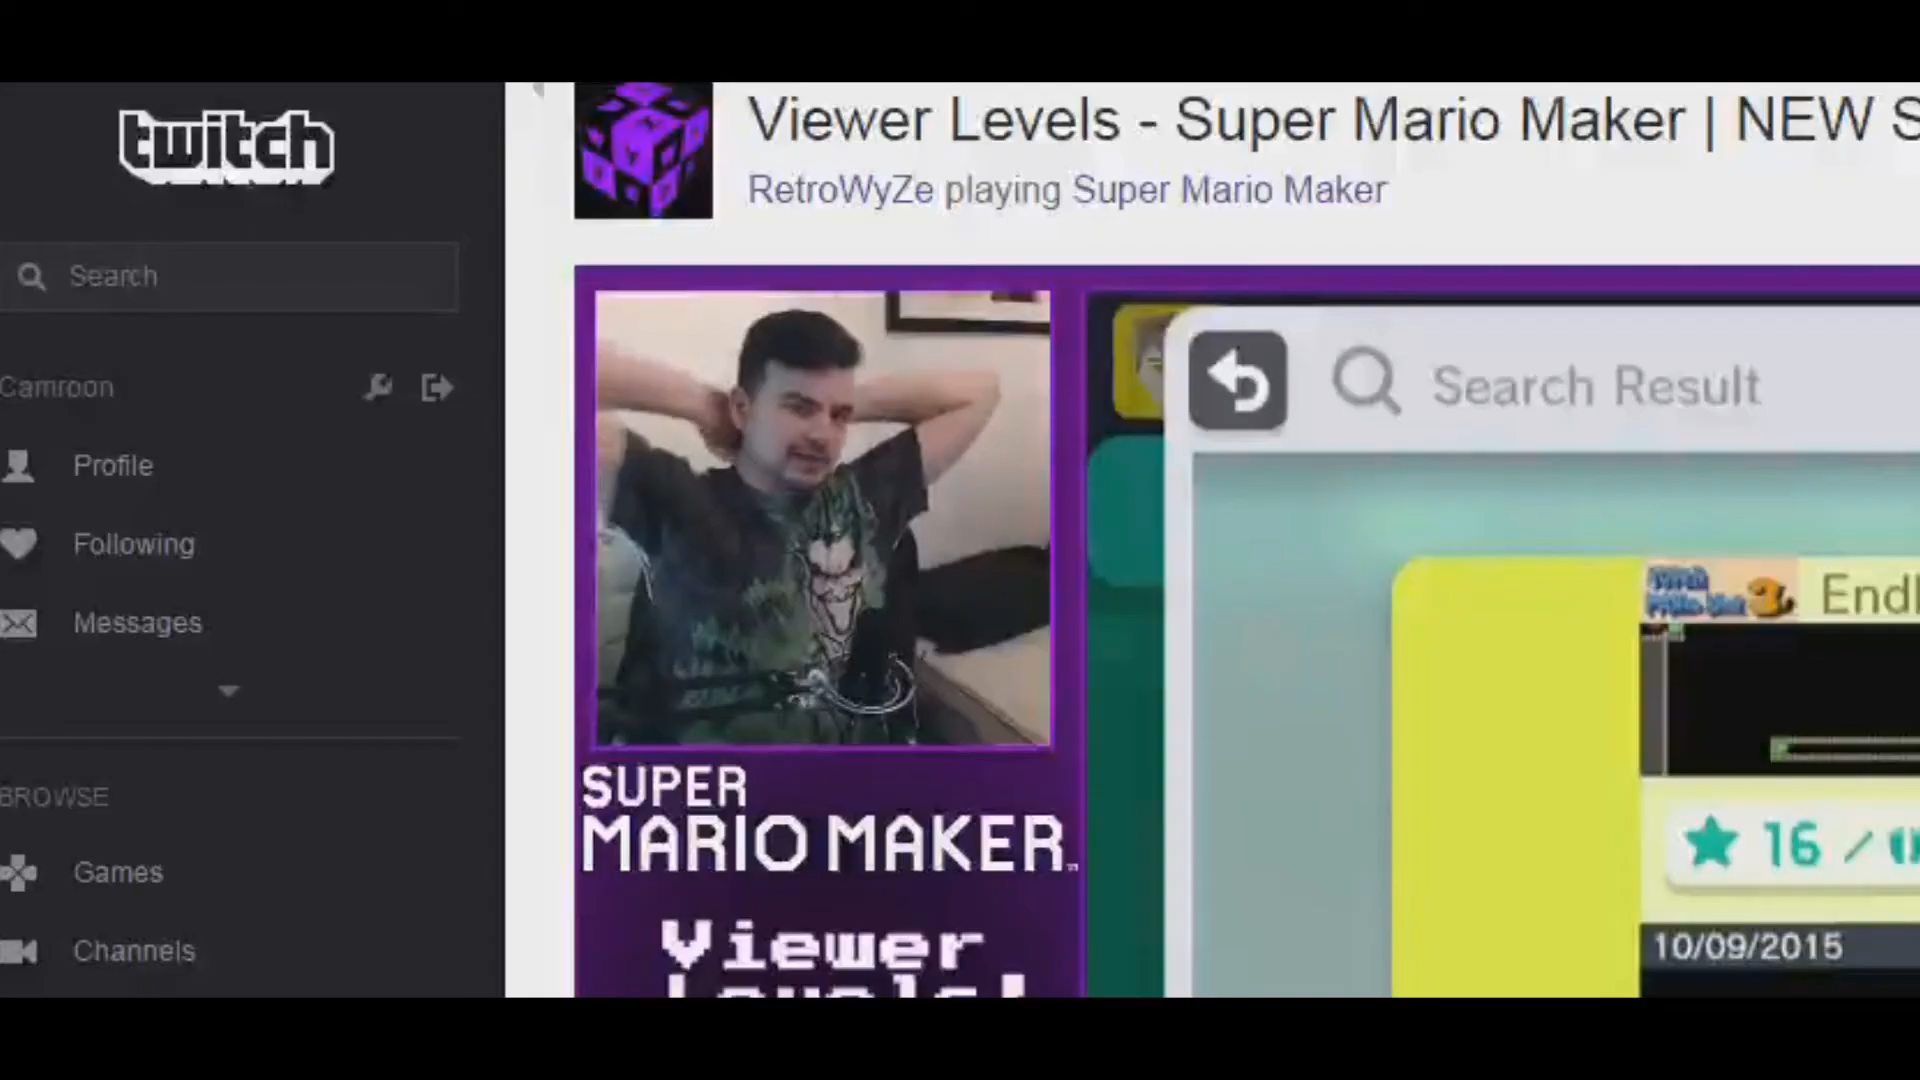 twitch
Viewer Levels - Super Mario Maker | NEW S
RetroWyZe playing Super Mario Maker
Search
Camroon
Profile
Following
Messages
BROWSE
Games
Channels
Search Result
Endl
16 /
10/09/2015
SUPER
MARIO MAKER
Viewer
Levels!